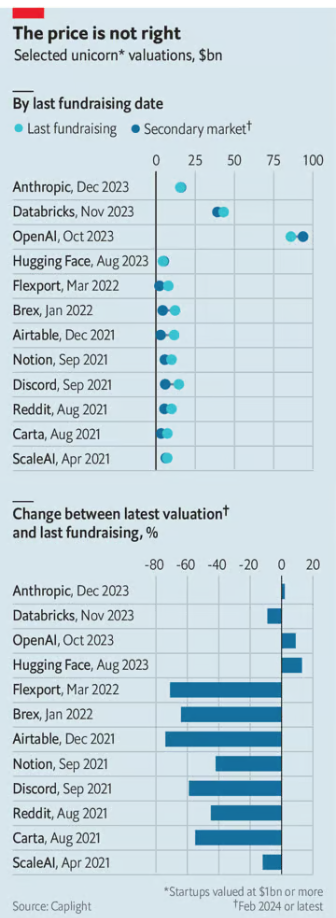 The price is not right
Selected unicorn* valuations, $bn
By last fundraising date
Last fundraising Secondary market†
0 25 50 75 100
Anthropic, Dec 2023
Databricks, Nov 2023
OpenAI, Oct 2023
Hugging Face, Aug 2023
Flexport, Mar 2022
Brex, Jan 2022
Airtable, Dec 2021
Notion, Sep 2021
Discord, Sep 2021
Reddit, Aug 2021
Carta, Aug 2021
ScaleAI, Apr 2021
Change between latest valuation†
and last fundraising, %
-80 -60 -40 -20 0 20
Anthropic, Dec 2023
Databricks, Nov 2023
OpenAI, Oct 2023
Hugging Face, Aug 2023
Flexport, Mar 2022
Brex, Jan 2022
Airtable, Dec 2021
Notion, Sep 2021
Discord, Sep 2021
Reddit, Aug 2021
Carta, Aug 2021
ScaleAI, Apr 2021
*Startups valued at $1bn or more
Source: Caplight †Feb 2024 or latest